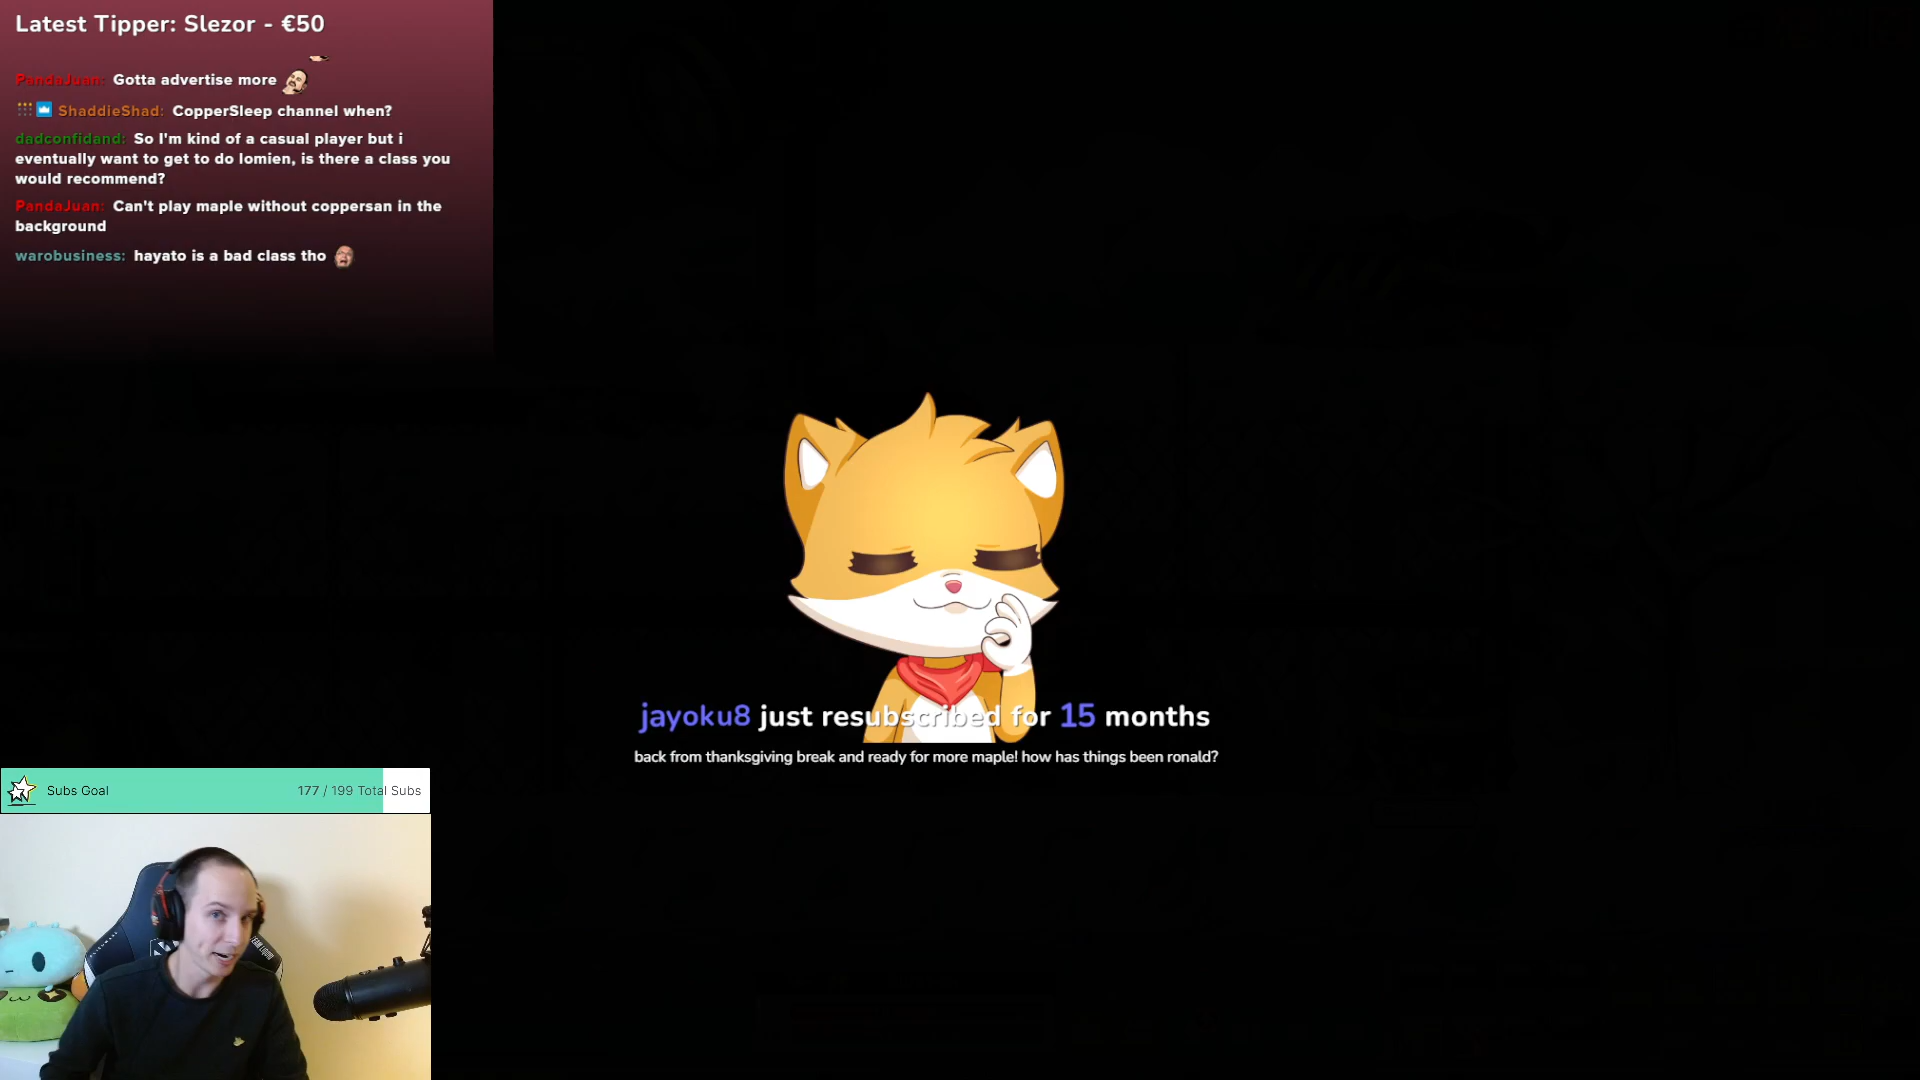 Latest Tipper: Slezor - €50
PandaJuan: Gotta advertise more
ShaddieShad: CopperSleep channel when?
dadconfidand: So I'm kind of a casual player but i
eventually want to get to do lomien, is there a class you
would recommend?
PandaJuan: Can't play maple without coppersan in the
background
warobusiness: hayato is a bad class tho
jayoku8 just resubscribed for 15 months
back from thanksgiving break and ready for more maple! how has things been ronald?
Subs Goal 177 / 199 Total Subs